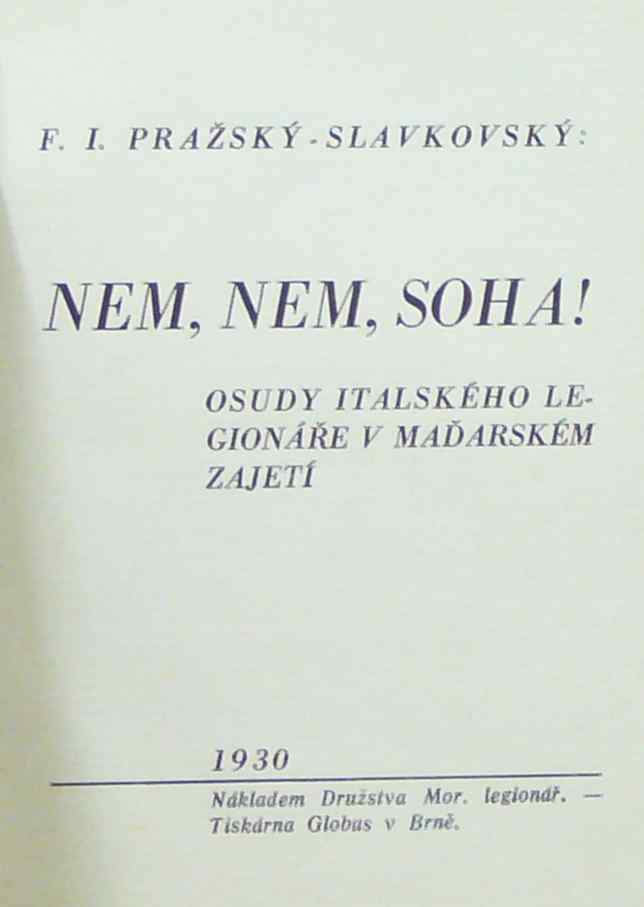 F. I. PRAŽSKÝ-SLAVKOVSKÝ:
NEM, NEM, SOHA!
OSUDY ITALSKÉHO LE-
GIONÁŘE V MAĎARSKÉM
ZAJETÍ
1930
Nákladem Družstva Mor. legionář. —
Tiskárna Globus v Brně.